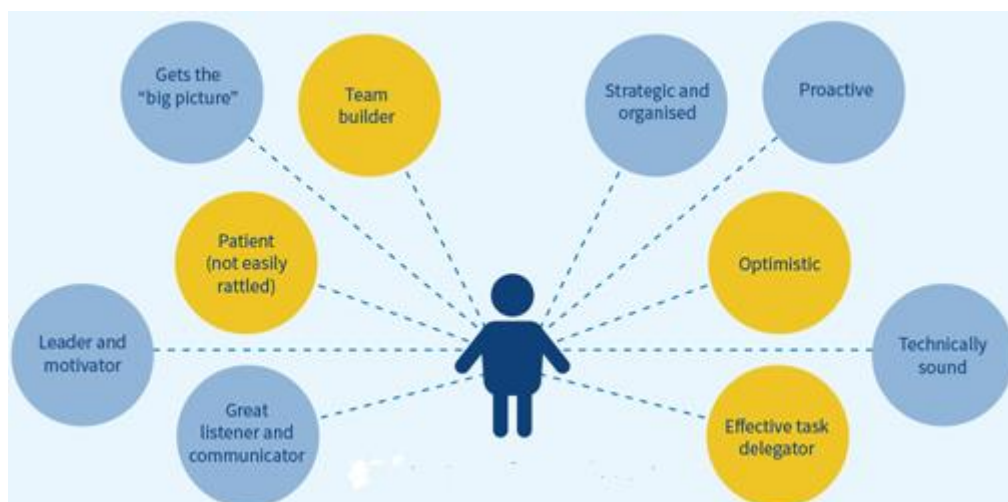 Gets the
“big picture”
Team
builder
Strategic and
organised
Proactive
Patient
(not easily
rattled)
Optimistic
Leader and
motivator
Technically
sound
Great
listener and
communicator
Effective task
delegator